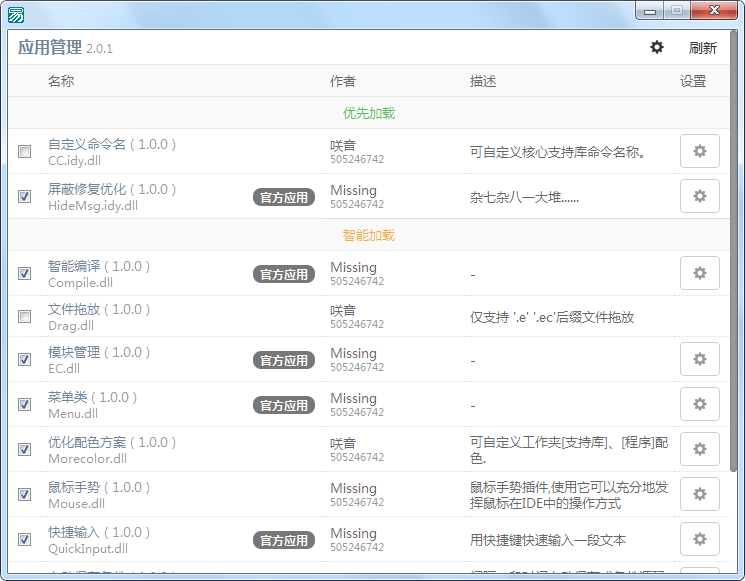 易
应用管理 2.0.1
刷新
名称 作者 描述 设置
优先加载
自定义命令名 ( 1.0.0 )
CC.idy.dll
咲音
505246742
可自定义核心支持库命令名称。
屏蔽修复优化 ( 1.0.0 )
HideMsg.idy.dll
官方应用
Missing
505246742
杂七杂八一大堆......
智能加载
智能编译 ( 1.0.0 )
Compile.dll
官方应用
Missing
505246742
-
文件拖放 ( 1.0.0 )
Drag.dll
咲音
505246742
仅支持 '.e' '.ec'后缀文件拖放
模块管理 ( 1.0.0 )
EC.dll
官方应用
Missing
505246742
-
菜单类 ( 1.0.0 )
Menu.dll
官方应用
Missing
505246742
-
优化配色方案 ( 1.0.0 )
Morecolor.dll
咲音
505246742
可自定义工作夹[支持库]、[程序]配
色.
鼠标手势 ( 1.0.0 )
Mouse.dll
Missing
505246742
鼠标手势插件,使用它可以充分地发
挥鼠标在IDE中的操作方式
快捷输入 ( 1.0.0 )
QuickInput.dll
官方应用
Missing
505246742
用快捷键快速输入一段文本